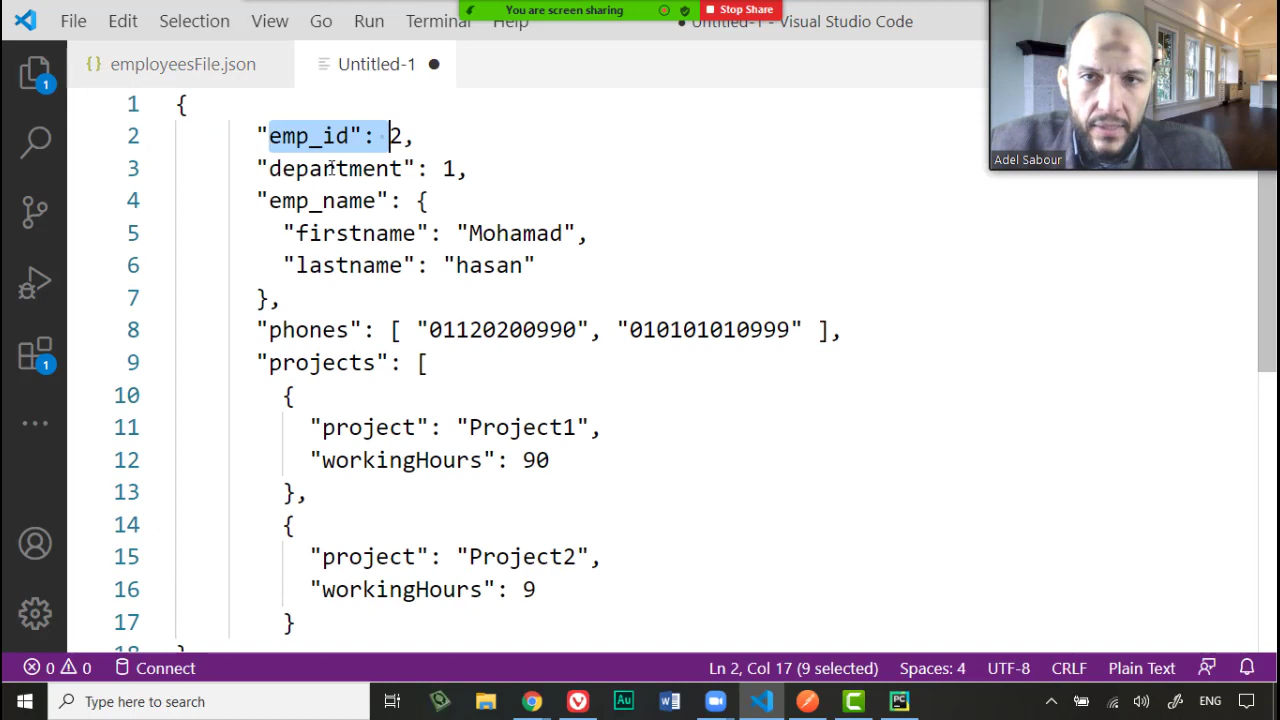 File Edit Selection View Go Run Terminal Help
You are screen sharing
Stop Share
Untitled-1 - Visual Studio Code
{} employeesFile.json
Untitled-1
Adel Sabour
1 {
2 "emp_id": 2,
3 "department": 1,
4 "emp_name": {
5 "firstname": "Mohamad",
6 "lastname": "hasan"
7 },
8 "phones": [ "01120200990", "010101010999" ],
9 "projects": [
10 {
11 "project": "Project1",
12 "workingHours": 90
13 },
14 {
15 "project": "Project2",
16 "workingHours": 9
17 }
1
1
0 0 Connect
Ln 2, Col 17 (9 selected) Spaces: 4 UTF-8 CRLF Plain Text
Type here to search
Au W PC
ENG